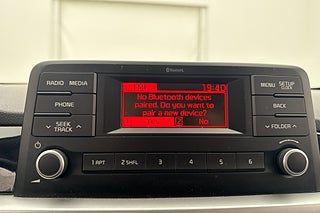 Bluetooth
RADIO MEDIA
PHONE
SEEK
TRACK
19:40
No Bluetooth devices
paired. Do you want to
pair a new device?
Yes 2 No
MENU SETUP
CLOCK
BACK
FOLDER
1 RPT 2 SHFL 3 4 5 6